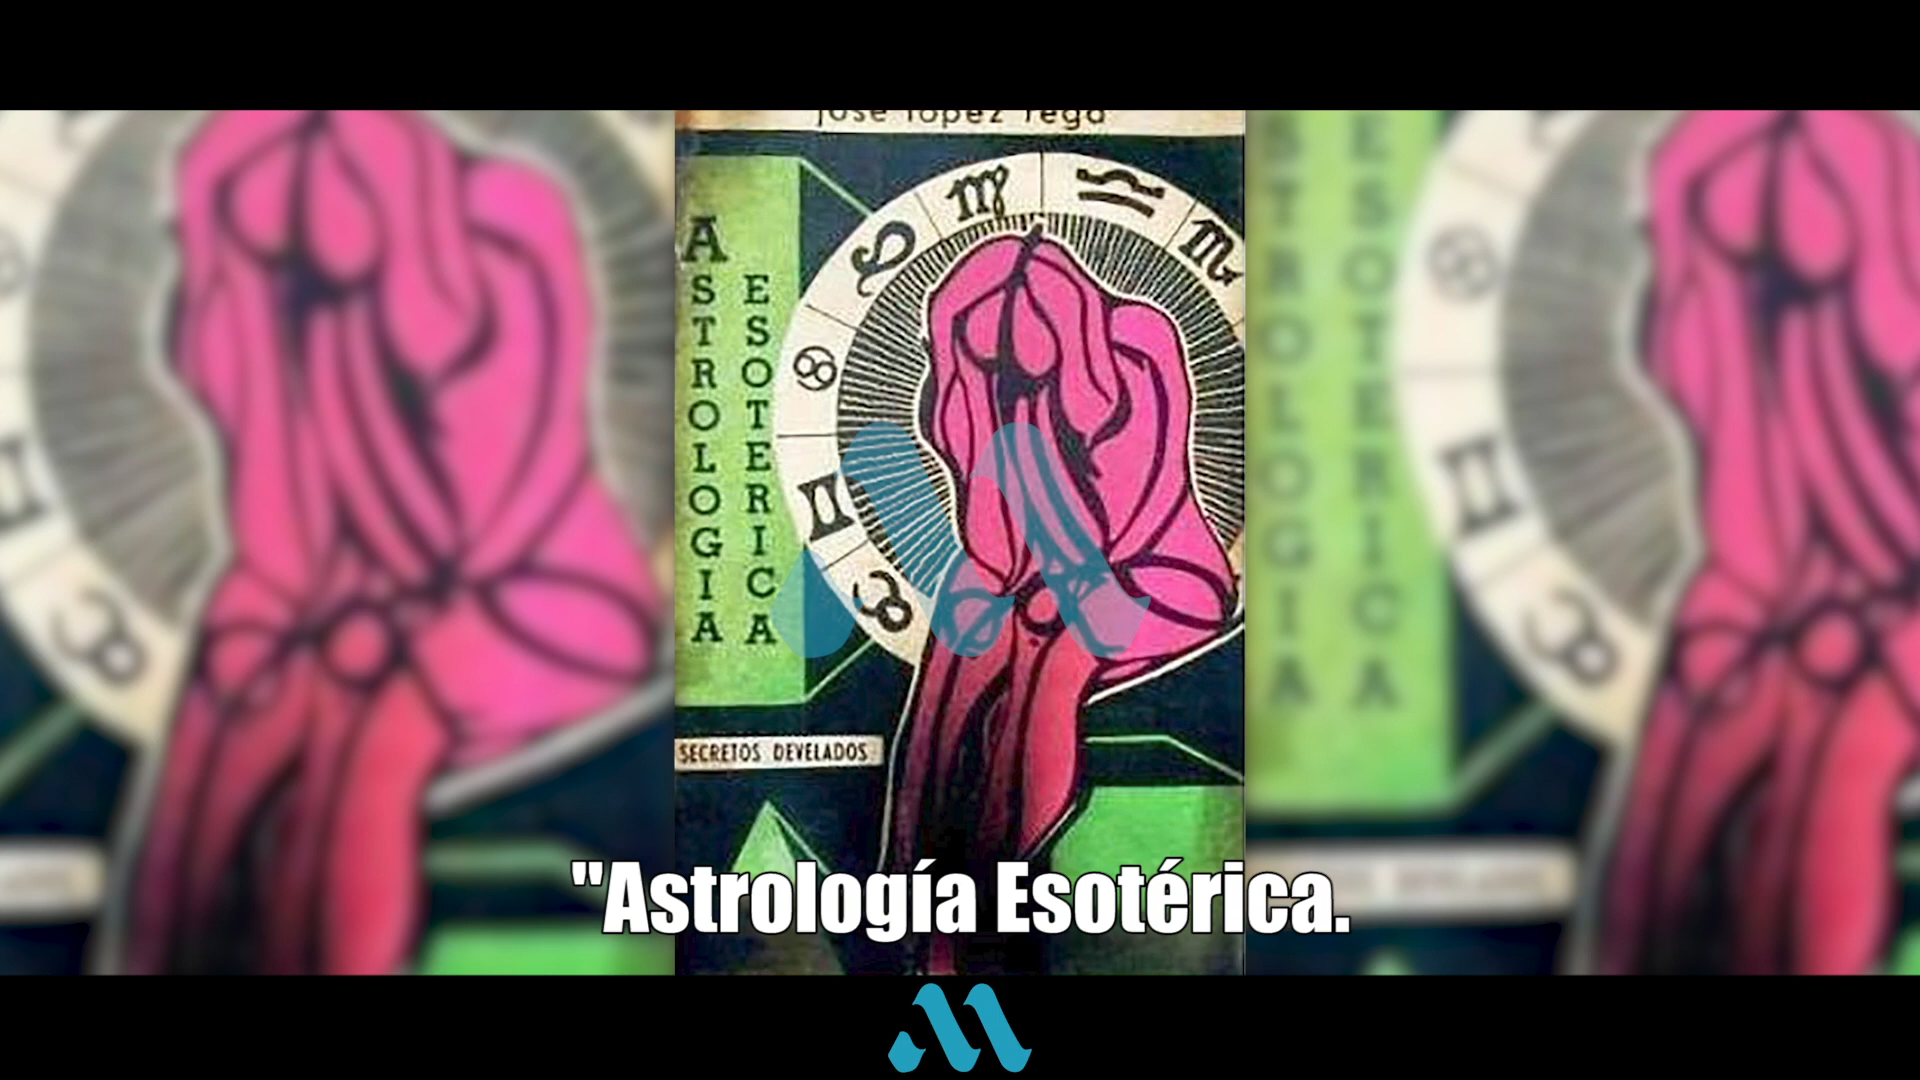 josé lópez rega
ASTROLOGIA
ESOTERICA
SECRETOS DEVELADOS
"Astrología Esotérica.